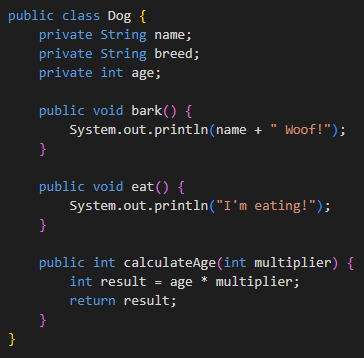 public class Dog {
    private String name;
    private String breed;
    private int age;

    public void bark() {
        System.out.println(name + " Woof!");
    }

    public void eat() {
        System.out.println("I'm eating!");
    }

    public int calculateAge(int multiplier) {
        int result = age * multiplier;
        return result;
    }
}